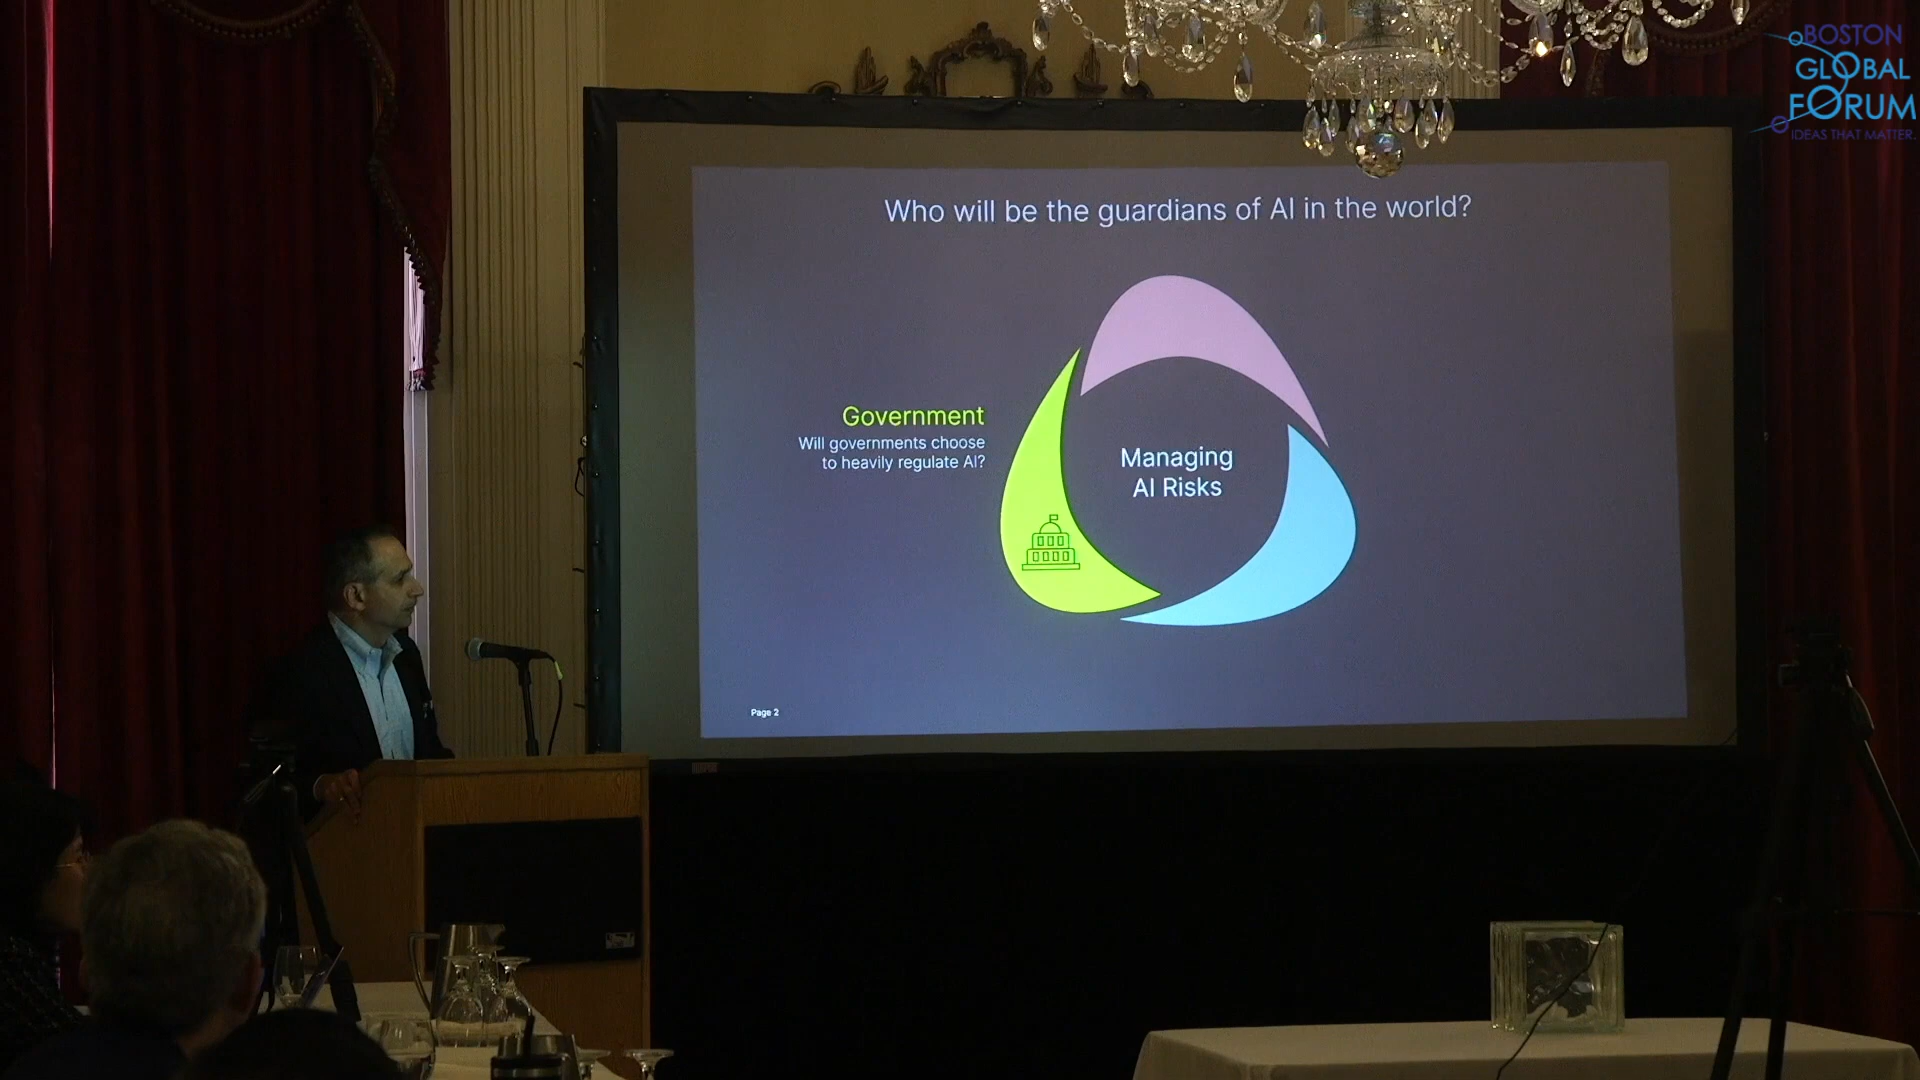 BOSTON
GLOBAL
FORUM
IDEAS THAT MATTER.
Who will be the guardians of AI in the world?
Government
Will governments choose
to heavily regulate AI?
Managing
AI Risks
Page 2